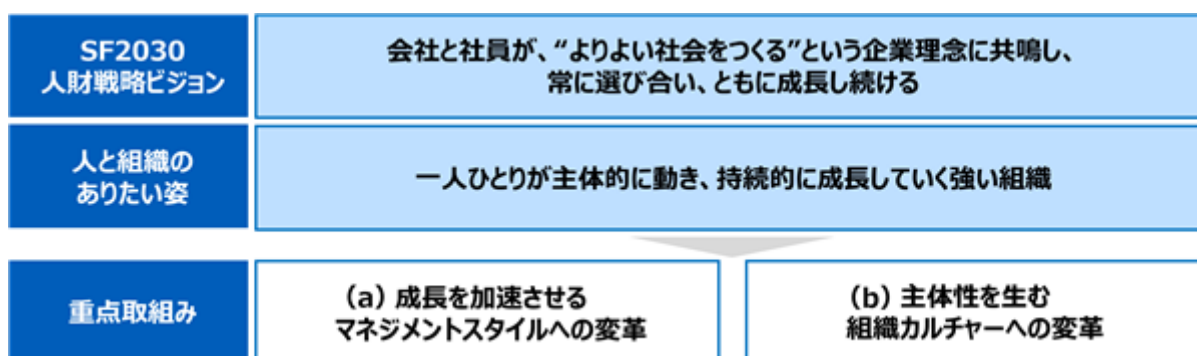 SF2030
人財戦略ビジョン
会社と社員が、“よりよい社会をつくる”という企業理念に共鳴し、
常に選び合い、ともに成長し続ける
人と組織の
ありたい姿
一人ひとりが主体的に動き、持続的に成長していく強い組織
重点取組み
（a）成長を加速させる
マネジメントスタイルへの変革
（b）主体性を生む
組織カルチャーへの変革